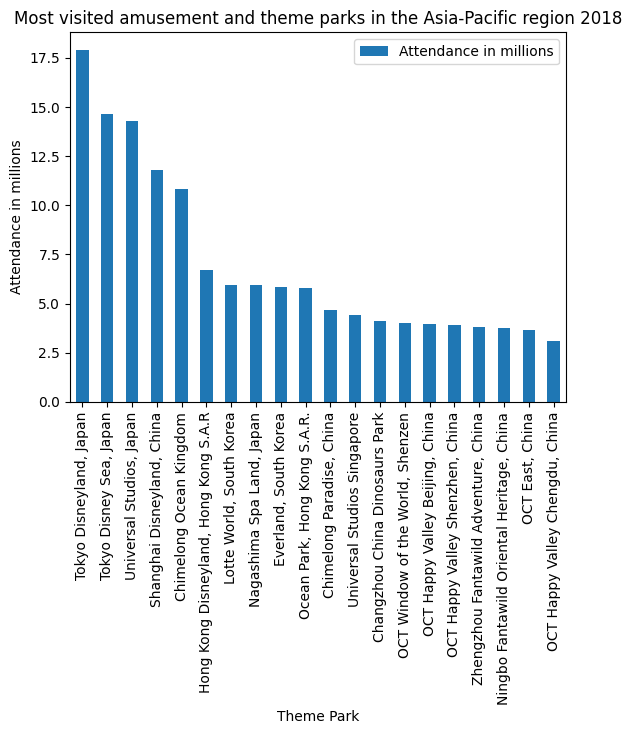 Most visited amusement and theme parks in the Asia-Pacific region 2018
Attendance in millions
Attendance in millions
17.5
15.0
12.5
10.0
7.5
5.0
2.5
0.0
Tokyo Disneyland, Japan
Tokyo Disney Sea, Japan
Universal Studios, Japan
Shanghai Disneyland, China
Chimelong Ocean Kingdom
Hong Kong Disneyland, Hong Kong S.A.R
Lotte World, South Korea
Nagashima Spa Land, Japan
Everland, South Korea
Ocean Park, Hong Kong S.A.R.
Chimelong Paradise, China
Universal Studios Singapore
Changzhou China Dinosaurs Park
OCT Window of the World, Shenzen
OCT Happy Valley Beijing, China
OCT Happy Valley Shenzhen, China
Zhengzhou Fantawild Adventure, China
Ningbo Fantawild Oriental Heritage, China
OCT East, China
OCT Happy Valley Chengdu, China
Theme Park